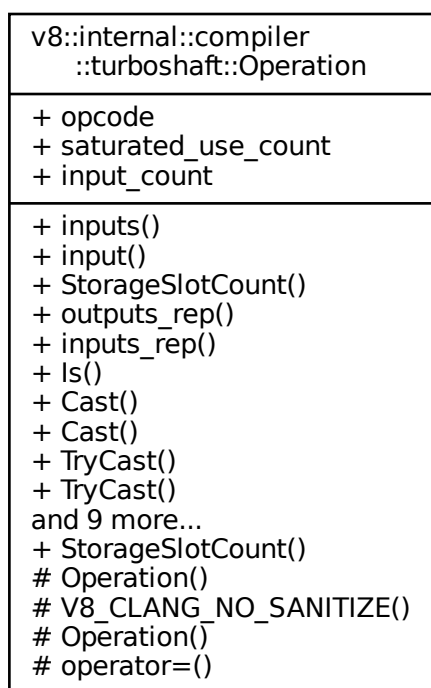 v8::internal::compiler
::turboshaft::Operation
+ opcode
+ saturated_use_count
+ input_count
+ inputs()
+ input()
+ StorageSlotCount()
+ outputs_rep()
+ inputs_rep()
+ Is()
+ Cast()
+ Cast()
+ TryCast()
+ TryCast()
and 9 more...
+ StorageSlotCount()
# Operation()
# V8_CLANG_NO_SANITIZE()
# Operation()
# operator=()